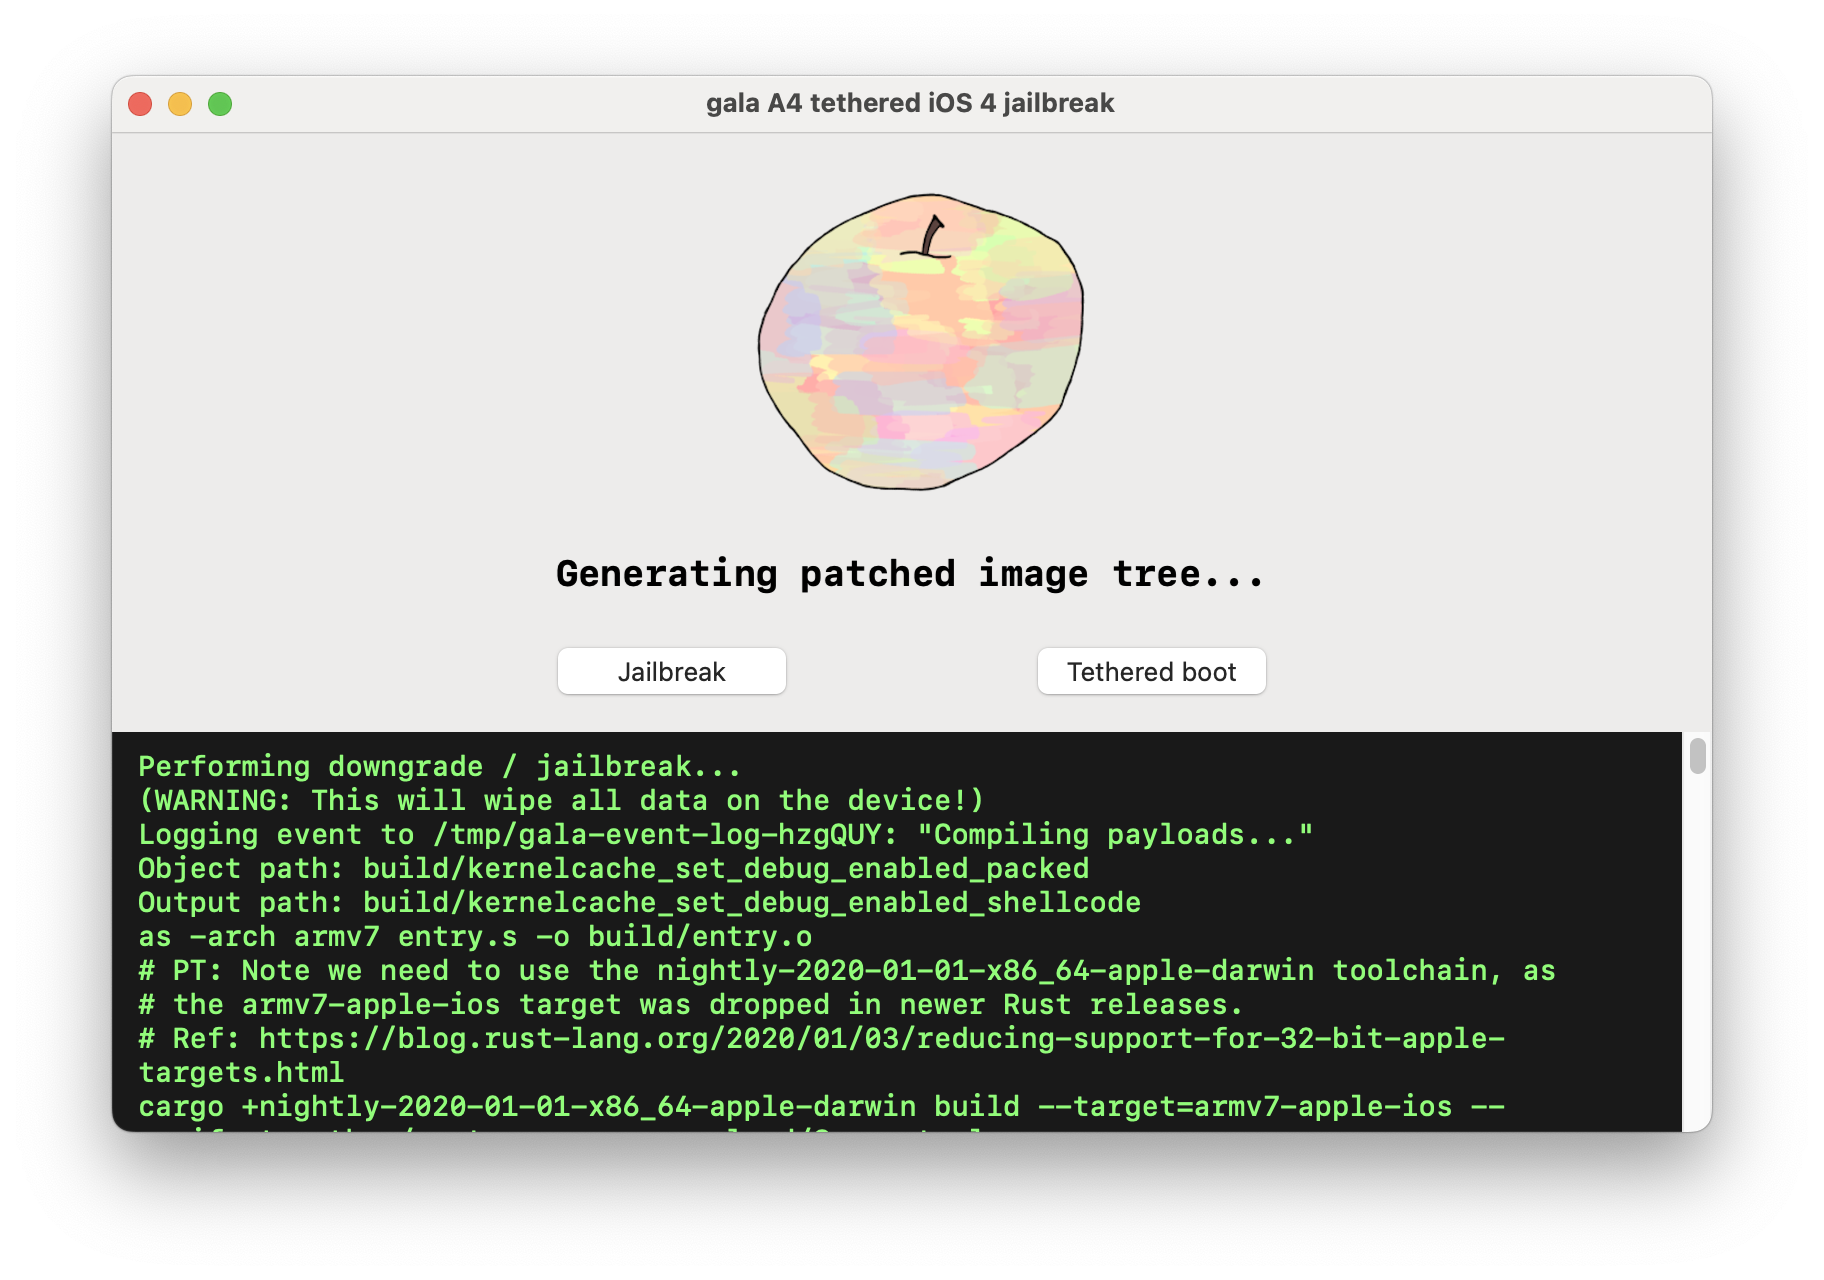 gala A4 tethered iOS 4 jailbreak
Generating patched image tree...
Jailbreak
Tethered boot
Performing downgrade / jailbreak...
(WARNING: This will wipe all data on the device!)
Logging event to /tmp/gala-event-log-hzgQUY: "Compiling payloads..."
Object path: build/kernelcache_set_debug_enabled_packed
Output path: build/kernelcache_set_debug_enabled_shellcode
as -arch armv7 entry.s -o build/entry.o
# PT: Note we need to use the nightly-2020-01-01-x86_64-apple-darwin toolchain, as
# the armv7-apple-ios target was dropped in newer Rust releases.
# Ref: https://blog.rust-lang.org/2020/01/03/reducing-support-for-32-bit-apple-
targets.html
cargo +nightly-2020-01-01-x86_64-apple-darwin build --target=armv7-apple-ios --